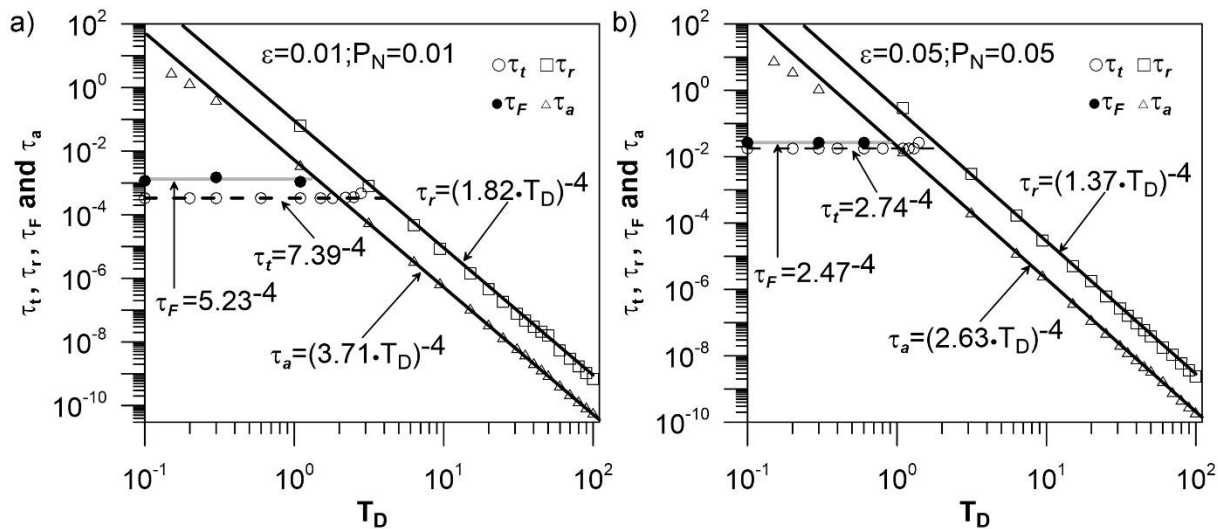 a)
τt , τr , τF and τa
10^2
10^0
10^-2
10^-4
10^-6
10^-8
10^-10
ε=0.01;PN=0.01
○τt □τr
●τF △τa
τr=(1.82•TD)^-4
τt=7.39^-4
τF=5.23^-4
τa=(3.71•TD)^-4
10^-1 10^0 10^1 10^2
TD
b)
τt , τr , τF and τa
10^2
10^0
10^-2
10^-4
10^-6
10^-8
10^-10
ε=0.05;PN=0.05
○τt □τr
●τF △τa
τr=(1.37•TD)^-4
τt=2.74^-4
τF=2.47^-4
τa=(2.63•TD)^-4
10^-1 10^0 10^1 10^2
TD